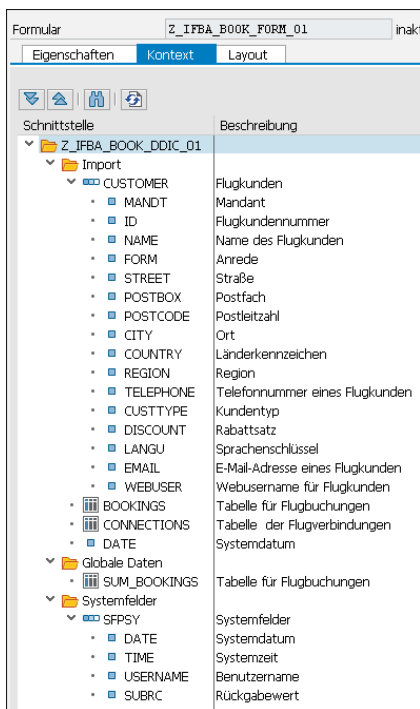 Formular Z_IFBA_BOOK_FORM_01 inakt
Eigenschaften Kontext Layout
Schnittstelle Beschreibung
Z_IFBA_BOOK_DDIC_01
Import
CUSTOMER Flugkunden
MANDT Mandant
ID Flugkundennummer
NAME Name des Flugkunden
FORM Anrede
STREET Straße
POSTBOX Postfach
POSTCODE Postleitzahl
CITY Ort
COUNTRY Länderkennzeichen
REGION Region
TELEPHONE Telefonnummer eines Flugkunden
CUSTTYPE Kundentyp
DISCOUNT Rabattsatz
LANGU Sprachenschlüssel
EMAIL E-Mail-Adresse eines Flugkunden
WEBUSER Webusername für Flugkunden
BOOKINGS Tabelle für Flugbuchungen
CONNECTIONS Tabelle der Flugverbindungen
DATE Systemdatum
Globale Daten
SUM_BOOKINGS Tabelle für Flugbuchungen
Systemfelder
SFPSY Systemfelder
DATE Systemdatum
TIME Systemzeit
USERNAME Benutzername
SUBRC Rückgabewert